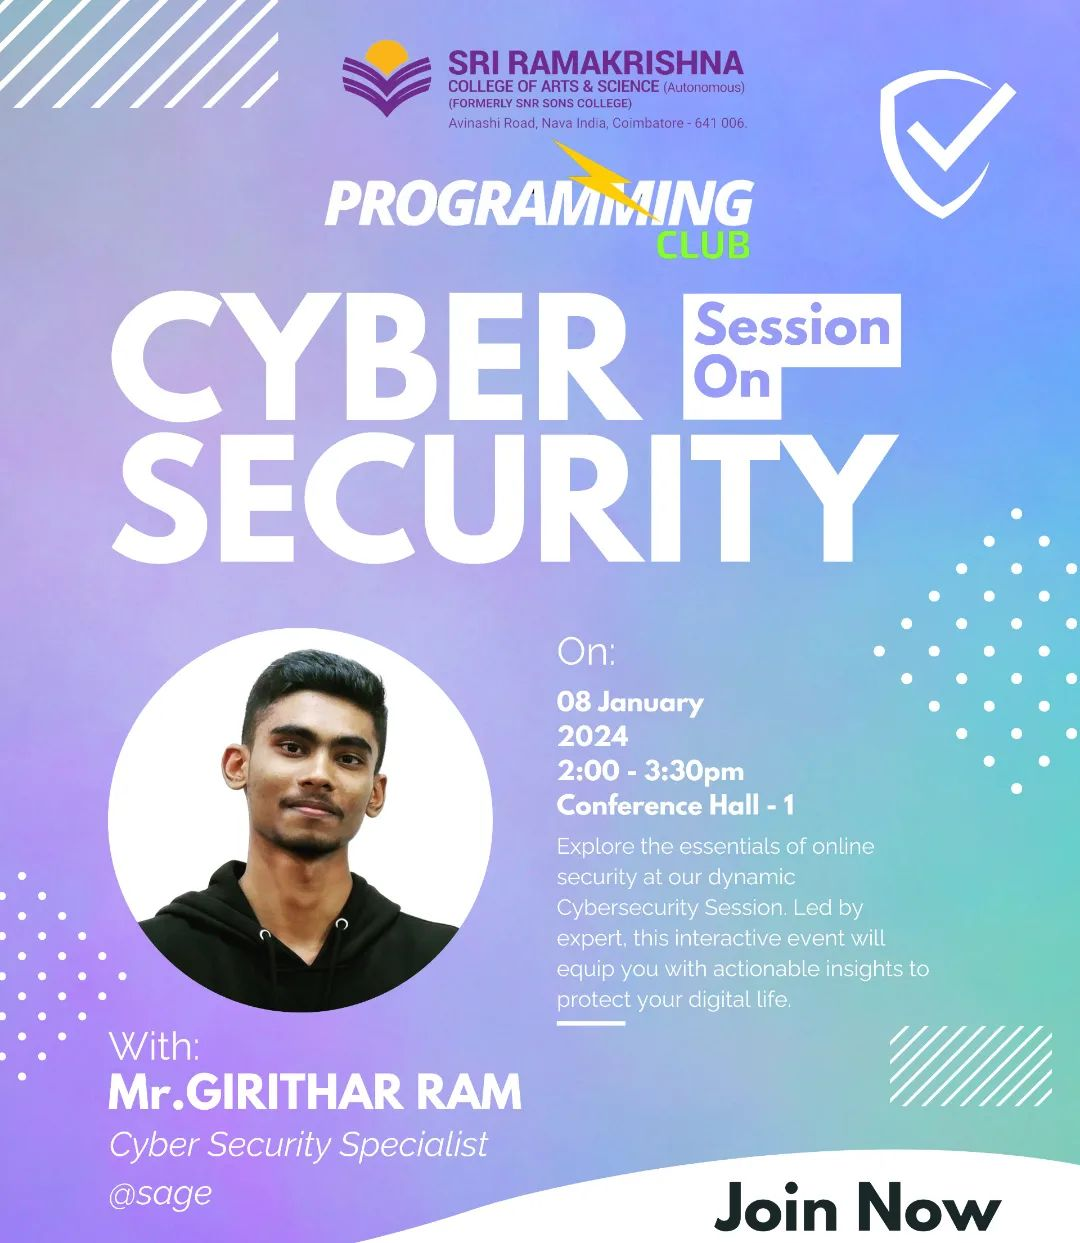 SRI RAMAKRISHNA
COLLEGE OF ARTS & SCIENCE (Autonomous)
(FORMERLY SNR SONS COLLEGE)
Avinashi Road, Nava India, Coimbatore - 641 006.
PROGRAMMING
CLUB
CYBER
Session
On
SECURITY
On:
08 January
2024
2:00 - 3:30pm
Conference Hall - 1
Explore the essentials of online
security at our dynamic
Cybersecurity Session. Led by
expert, this interactive event will
equip you with actionable insights to
protect your digital life.
With:
Mr.GIRITHAR RAM
Cyber Security Specialist
@sage
Join Now